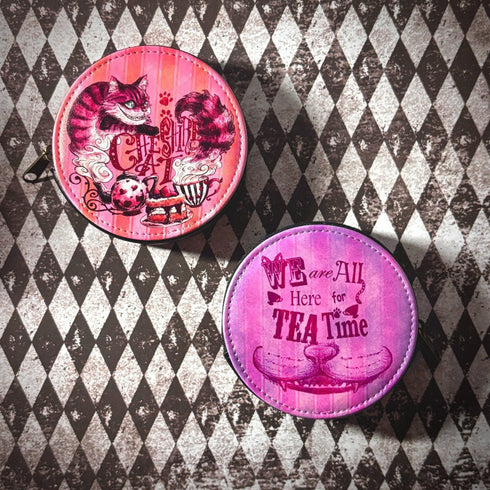 CHESHIRE
CAT
WE are All
Here for
TEA Time